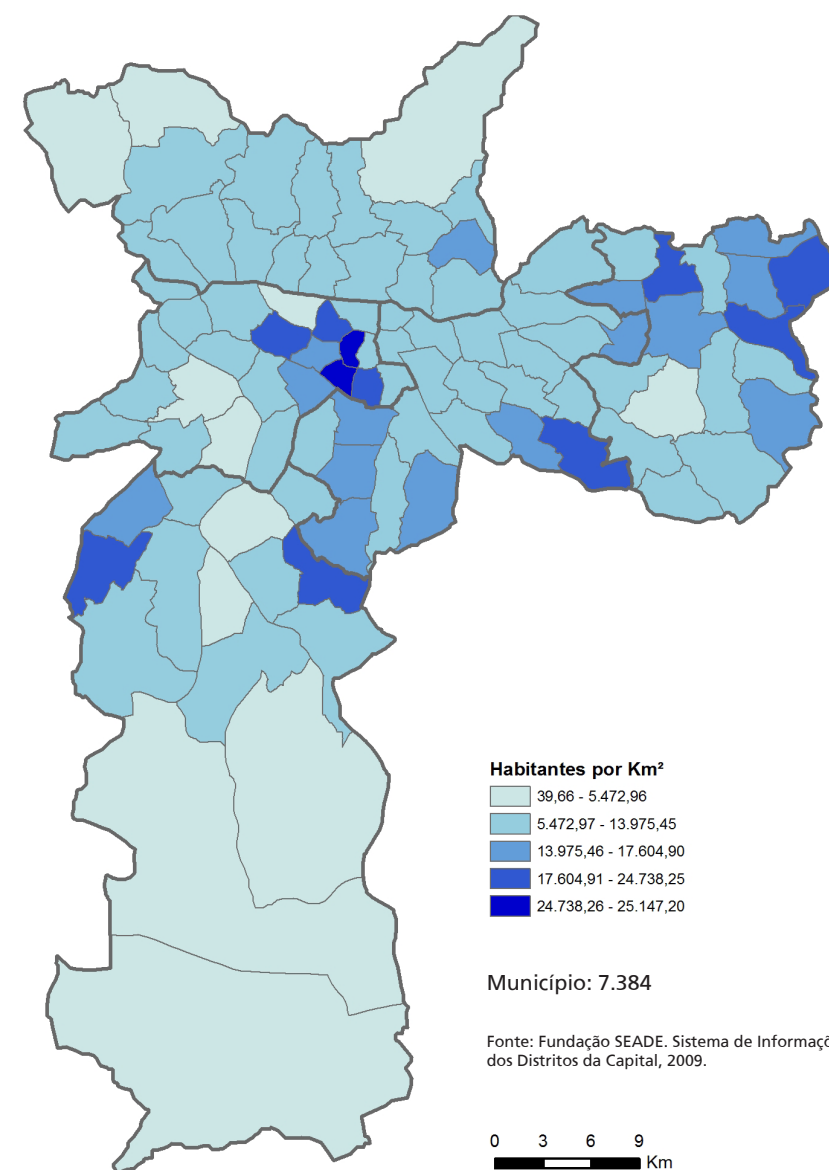 Habitantes por Km²
39,66 - 5.472,96
5.472,97 - 13.975,45
13.975,46 - 17.604,90
17.604,91 - 24.738,25
24.738,26 - 25.147,20
Município: 7.384
Fonte: Fundação SEADE. Sistema de Informaçõ
dos Distritos da Capital, 2009.
0 3 6 9
Km